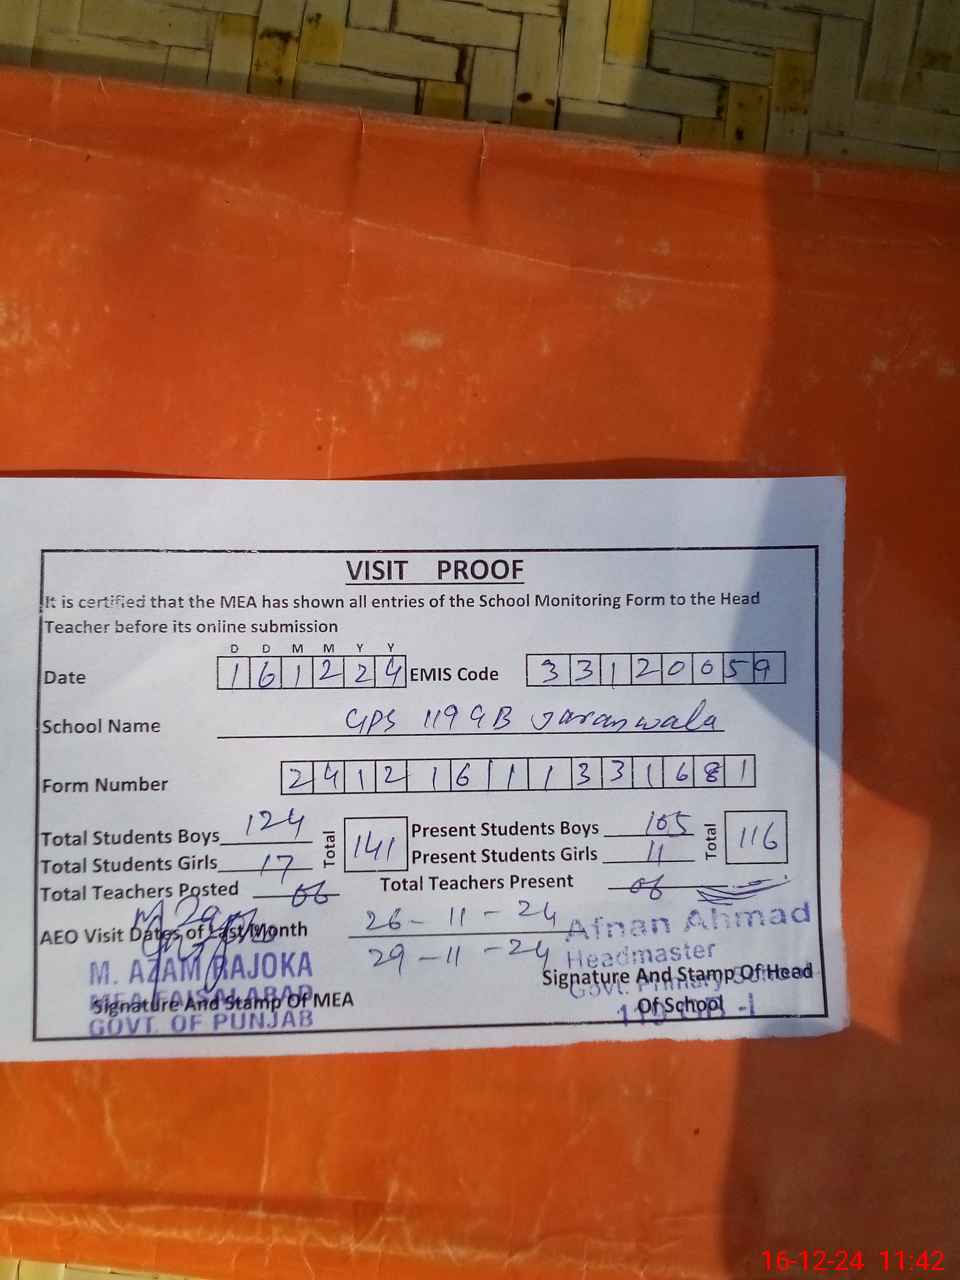 VISIT PROOF
It is certified that the MEA has shown all entries of the School Monitoring Form to the Head
Teacher before its online submission
D D M M Y Y
Date 1 6 1 2 2 4 EMIS Code 3 3 1 2 0 0 5 9
School Name GPS 119 GB
Form Number 2 4 1 2 1 6 1 1 3 3 1 6 8 1
Total Students Boys 124 Total 141 Present Students Boys 105 Total 116
Total Students Girls 17 Present Students Girls 11
Total Teachers Posted 06 Total Teachers Present 06
AEO Visit Dates of Last Month 26-11-24
29-11-24
Afnan Ahmad
Headmaster
Govt. Primary School
Signature And Stamp Of Head
Of School
M. AZAM RAJOKA
MEA FAISALABAD
GOVT. OF PUNJAB
Signature And Stamp Of MEA
16-12-24 11:42